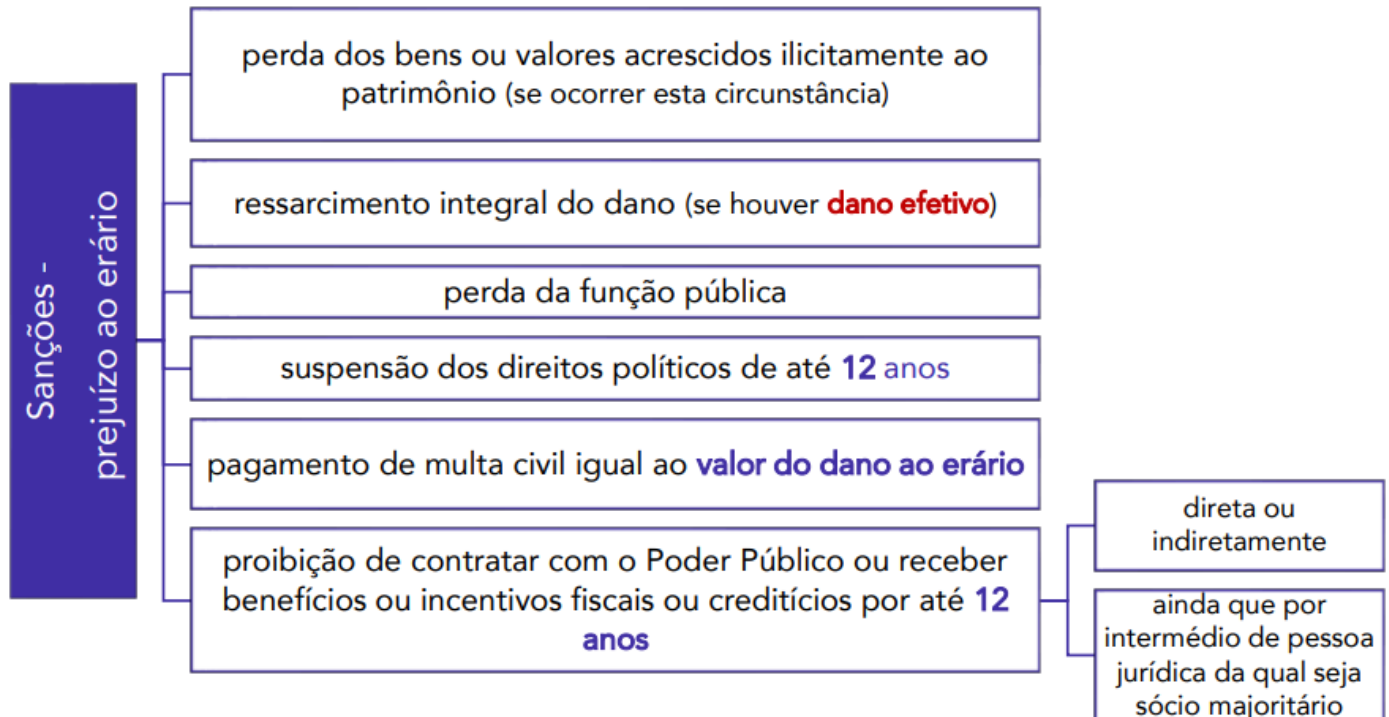 Sanções -
prejuízo ao erário
perda dos bens ou valores acrescidos ilicitamente ao
patrimônio (se ocorrer esta circunstância)
ressarcimento integral do dano (se houver dano efetivo)
perda da função pública
suspensão dos direitos políticos de até 12 anos
pagamento de multa civil igual ao valor do dano ao erário
proibição de contratar com o Poder Público ou receber
benefícios ou incentivos fiscais ou creditícios por até 12
anos
direta ou
indiretamente
ainda que por
intermédio de pessoa
jurídica da qual seja
sócio majoritário